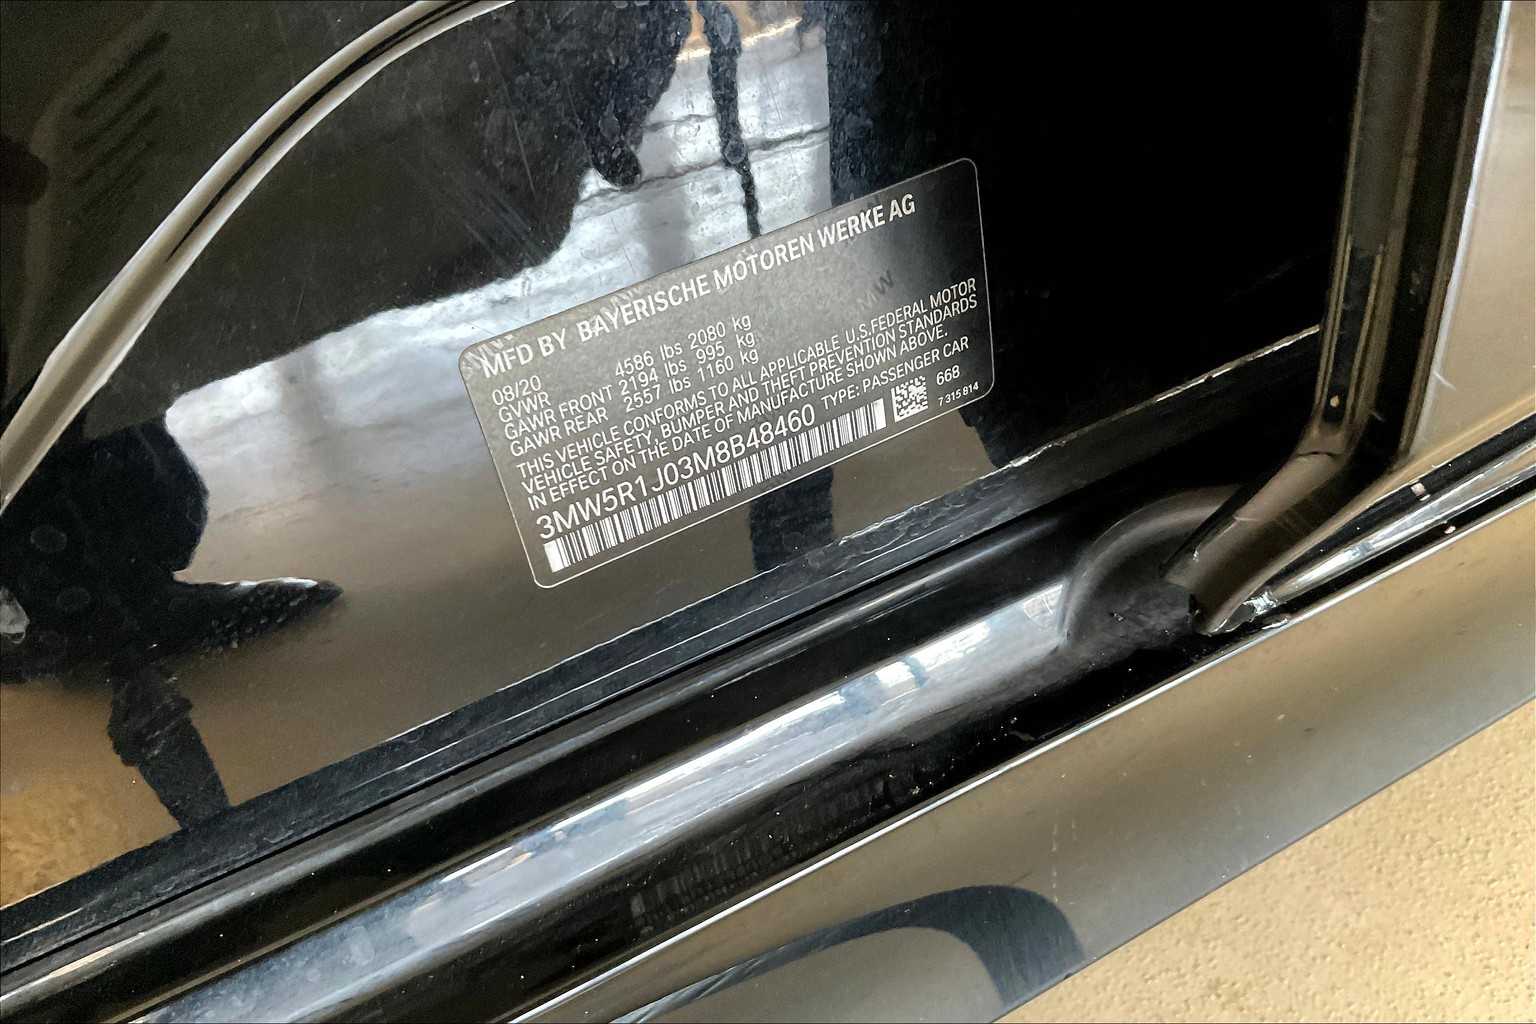 MFD BY BAYERISCHE MOTOREN WERKE AG
08/20
GVWR 4586 lbs 2080 kg
GAWR FRONT 2194 lbs 995 kg
GAWR REAR 2557 lbs 1160 kg
THIS VEHICLE CONFORMS TO ALL APPLICABLE U.S.FEDERAL MOTOR
VEHICLE SAFETY, BUMPER AND THEFT PREVENTION STANDARDS
IN EFFECT ON THE DATE OF MANUFACTURE SHOWN ABOVE.
3MW5R1J03M8B48460 TYPE: PASSENGER CAR
668
7 315 814